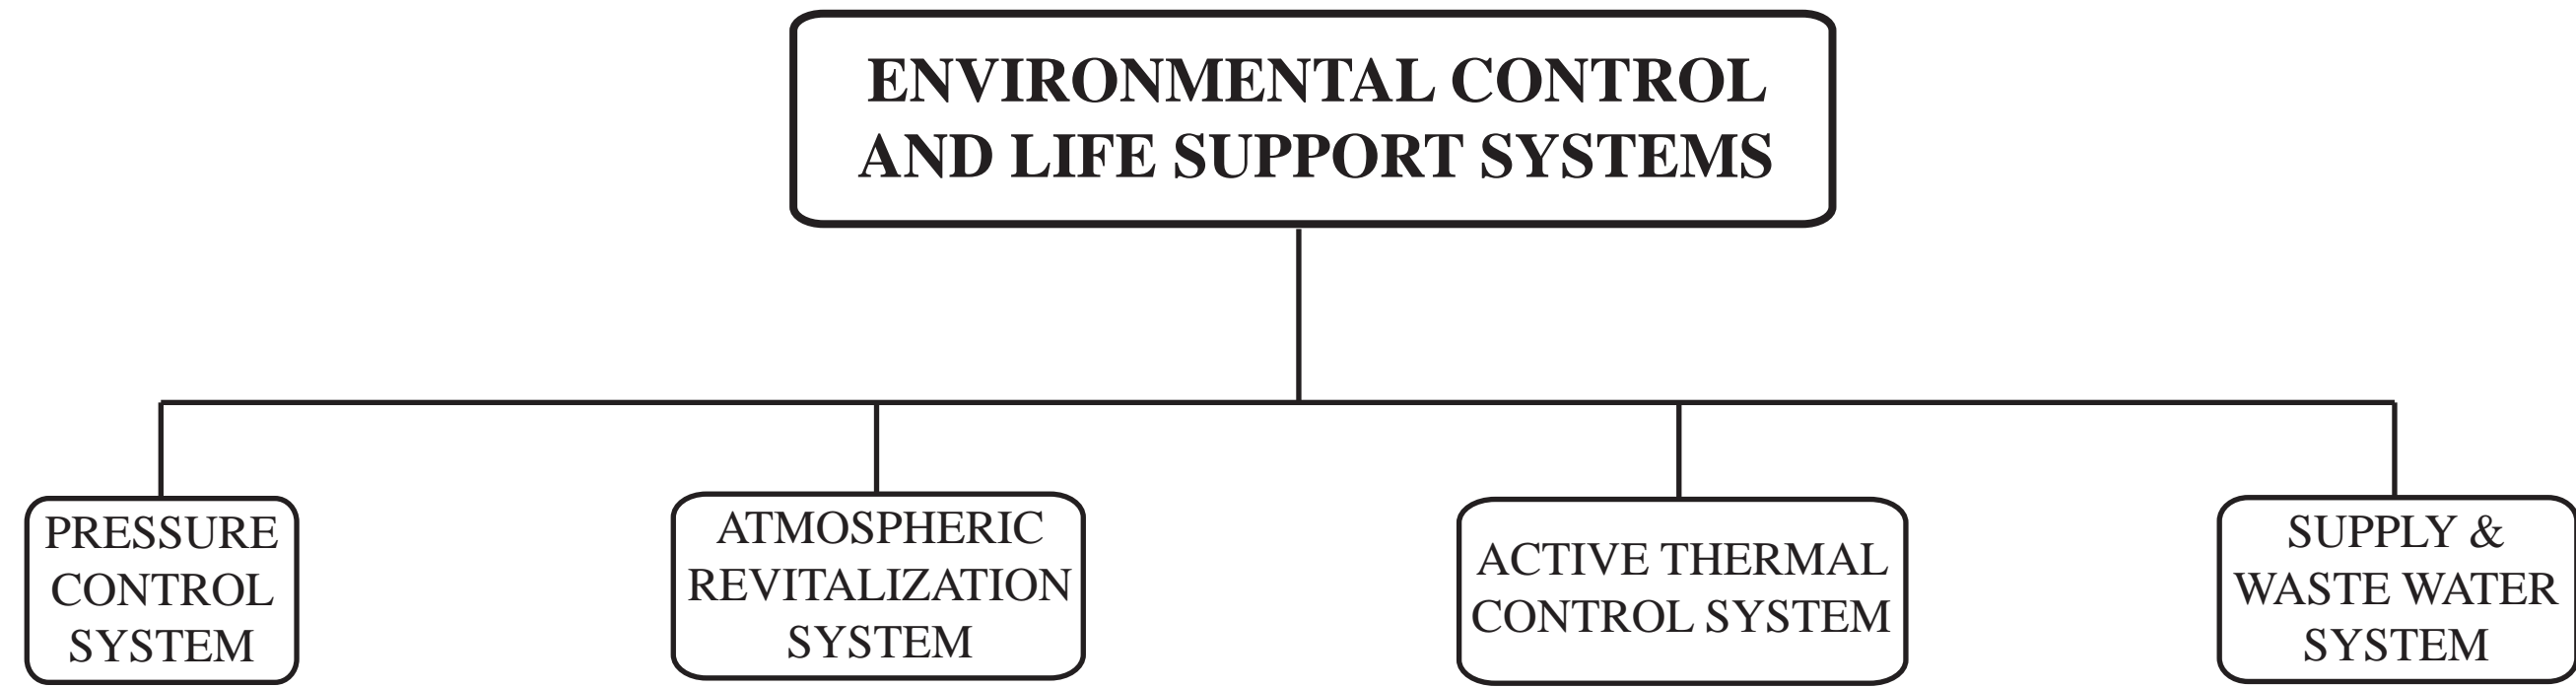 ENVIRONMENTAL CONTROL
AND LIFE SUPPORT SYSTEMS
PRESSURE
CONTROL
SYSTEM
ATMOSPHERIC
REVITALIZATION
SYSTEM
ACTIVE THERMAL
CONTROL SYSTEM
SUPPLY &
WASTE WATER
SYSTEM